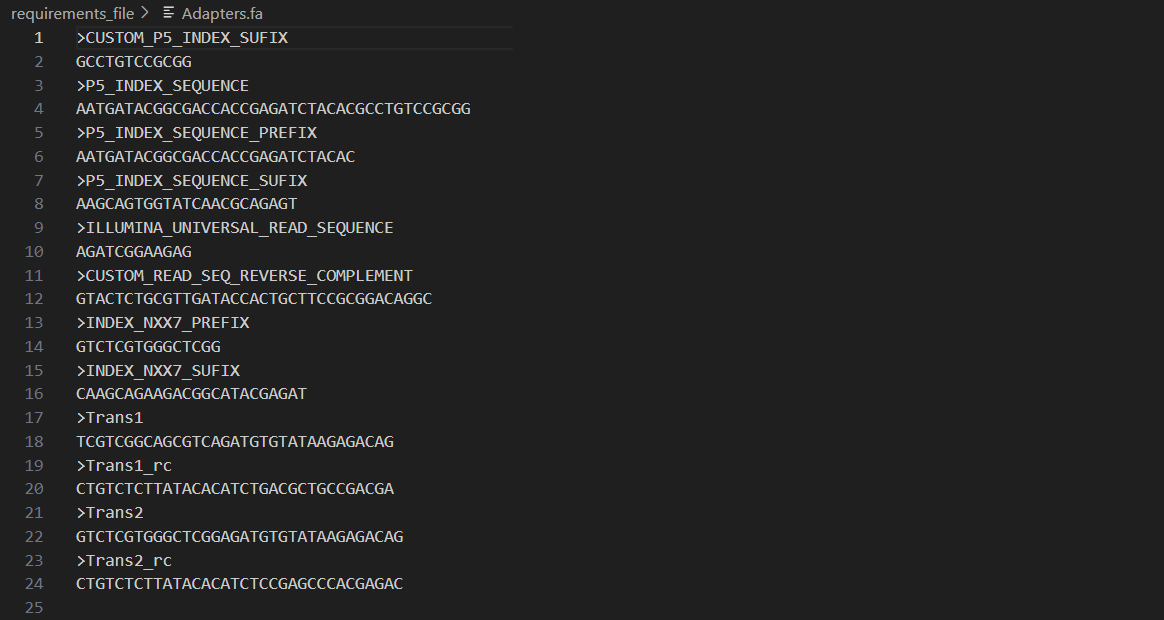 requirements_file > Adapters.fa
1 >CUSTOM_P5_INDEX_SUFIX
2 GCCTGTCCGCGG
3 >P5_INDEX_SEQUENCE
4 AATGATACGGCGACCACCGAGATCTACACGCCTGTCCGCGG
5 >P5_INDEX_SEQUENCE_PREFIX
6 AATGATACGGCGACCACCGAGATCTACAC
7 >P5_INDEX_SEQUENCE_SUFIX
8 AAGCAGTGGTATCAACGCAGAGT
9 >ILLUMINA_UNIVERSAL_READ_SEQUENCE
10 AGATCGGAAGAG
11 >CUSTOM_READ_SEQ_REVERSE_COMPLEMENT
12 GTACTCTGCGTTGATACCACTGCTTCCGCGGACAGGC
13 >INDEX_NXX7_PREFIX
14 GTCTCGTGGGCTCGG
15 >INDEX_NXX7_SUFIX
16 CAAGCAGAAGACGGCATACGAGAT
17 >Trans1
18 TCGTCGGCAGCGTCAGATGTGTATAAGAGACAG
19 >Trans1_rc
20 CTGTCTCTTATACACATCTGACGCTGCCGACGA
21 >Trans2
22 GTCTCGTGGGCTCGGAGATGTGTATAAGAGACAG
23 >Trans2_rc
24 CTGTCTCTTATACACATCTCCGAGCCCACGAGAC
25